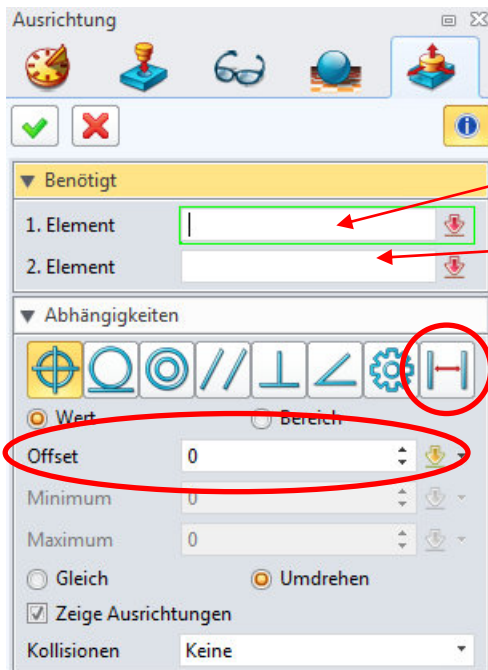 Ausrichtung
Benötigt
1. Element
2. Element
Abhängigkeiten
Wert Bereich
Offset 0
Minimum 0
Maximum 0
Gleich Umdrehen
Zeige Ausrichtungen
Kollisionen Keine